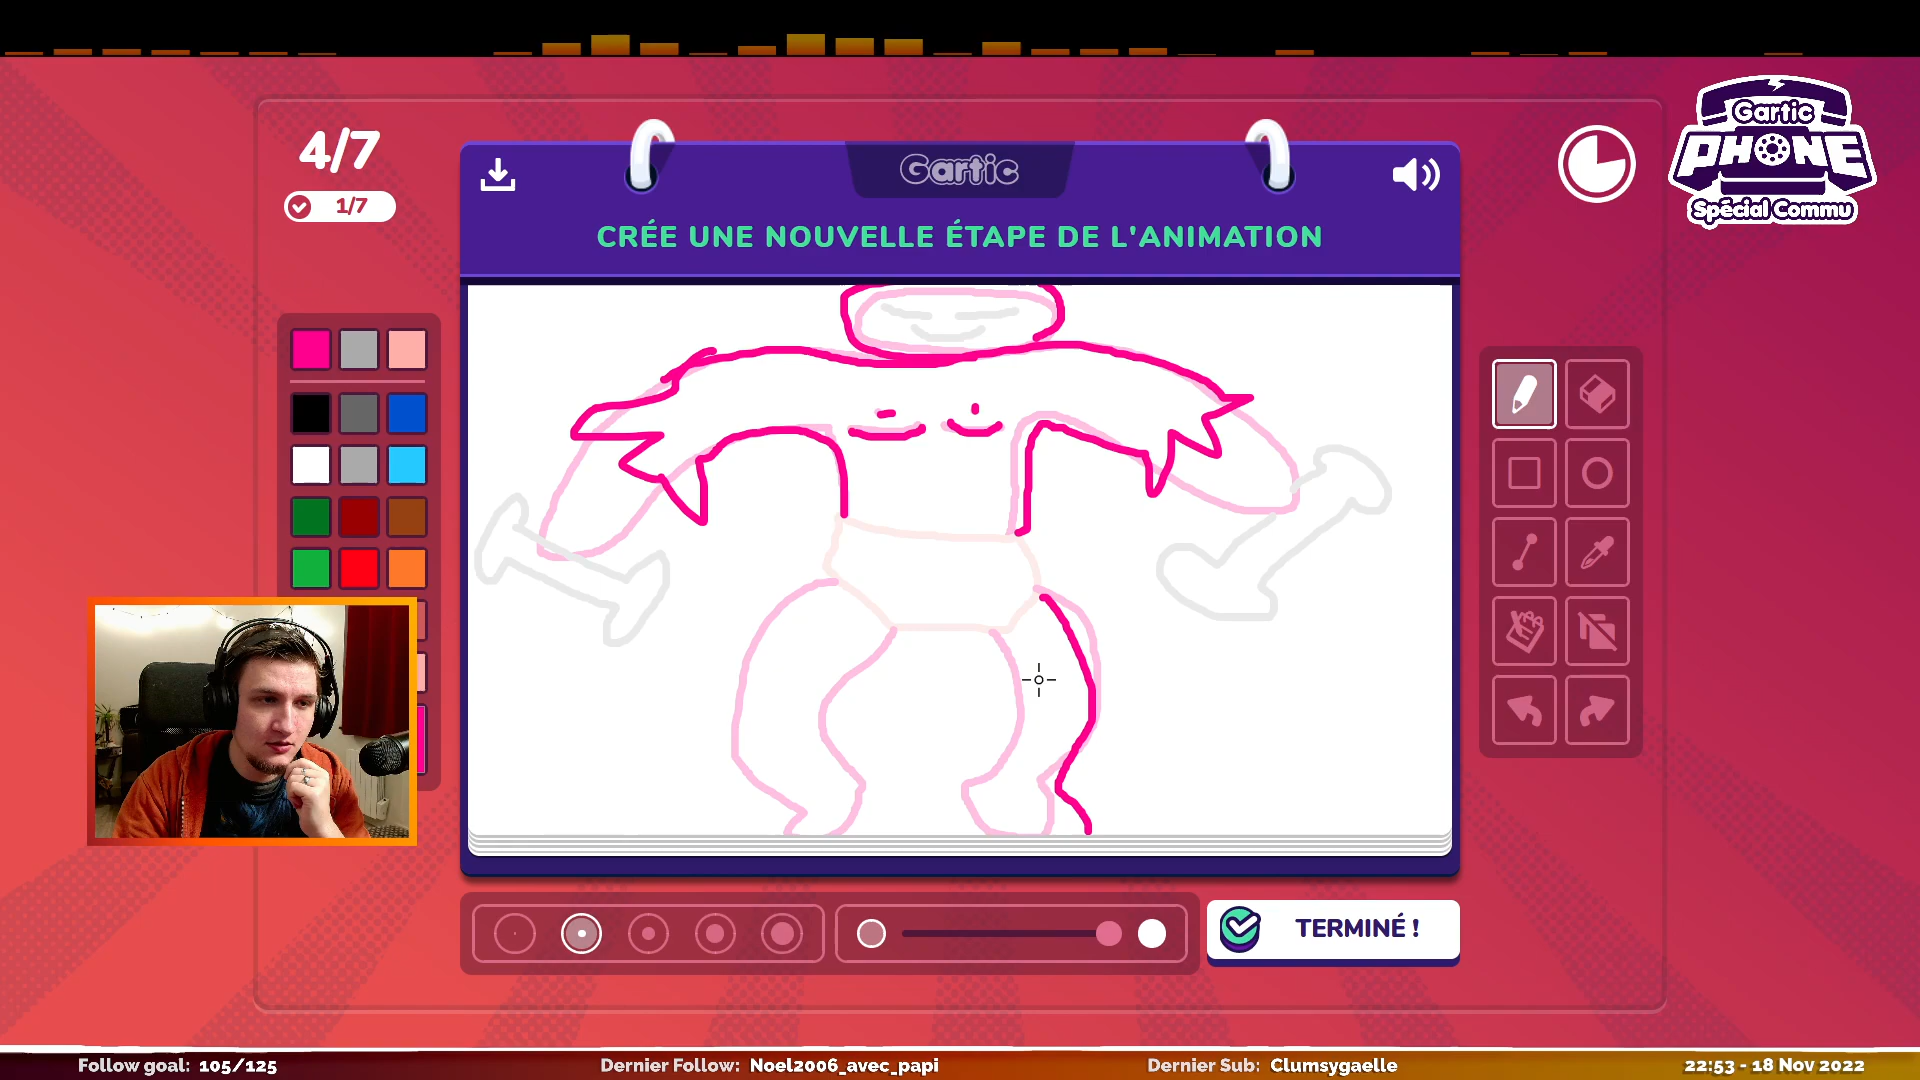 Gartic
PHONE
Spécial Commu
4/7
1/7
Gartic
CRÉE UNE NOUVELLE ÉTAPE DE L'ANIMATION
TERMINÉ !
Follow goal: 105/125
Dernier Follow: Noel2006_avec_papi
Dernier Sub: Clumsygaelle
22:53 - 18 Nov 2022